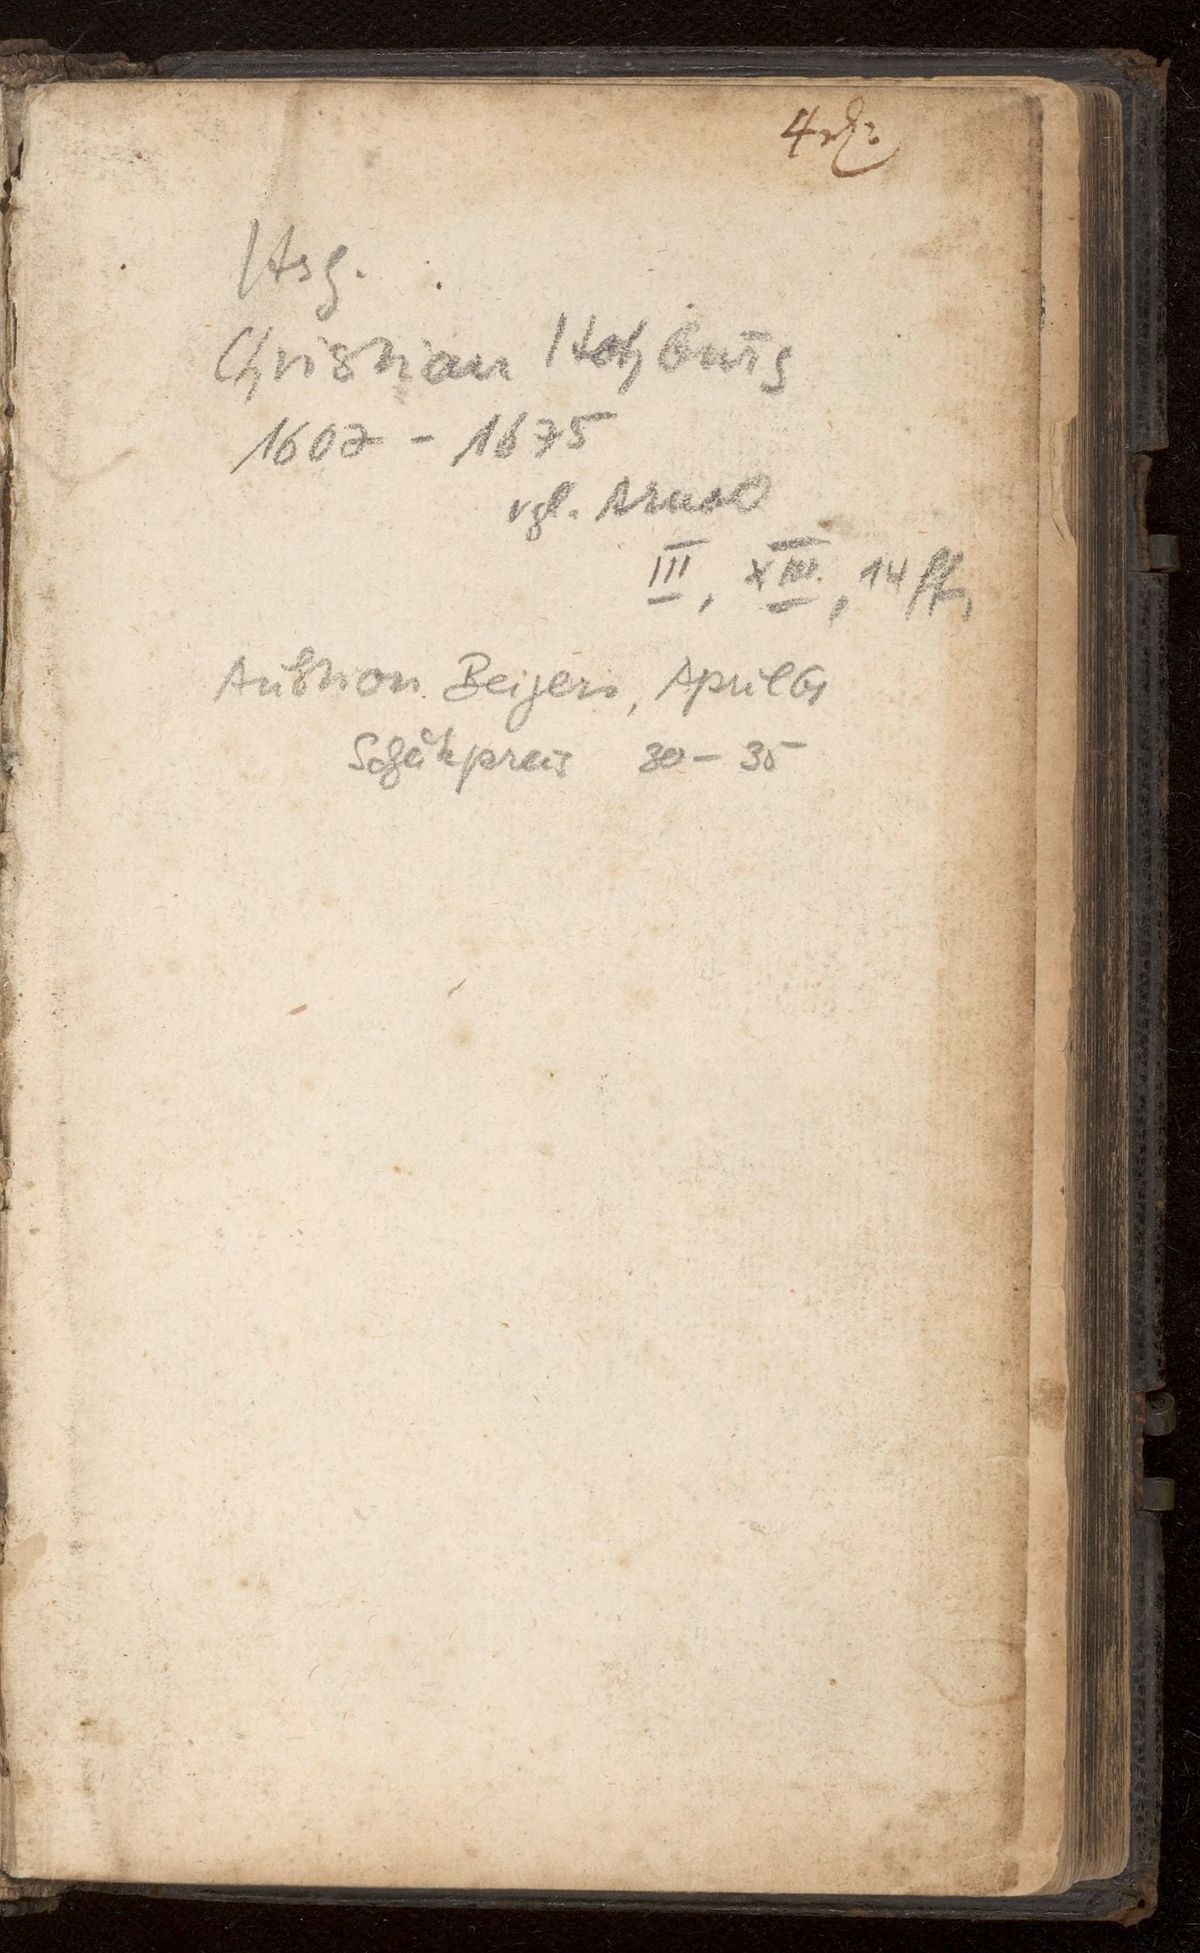 Hsg.
Christian Hohburg
1607 - 1675
vgl. Arnold
III, XIII, 14 ff,
Auktion Beijers, April 61
Schätzpreis 30 - 35